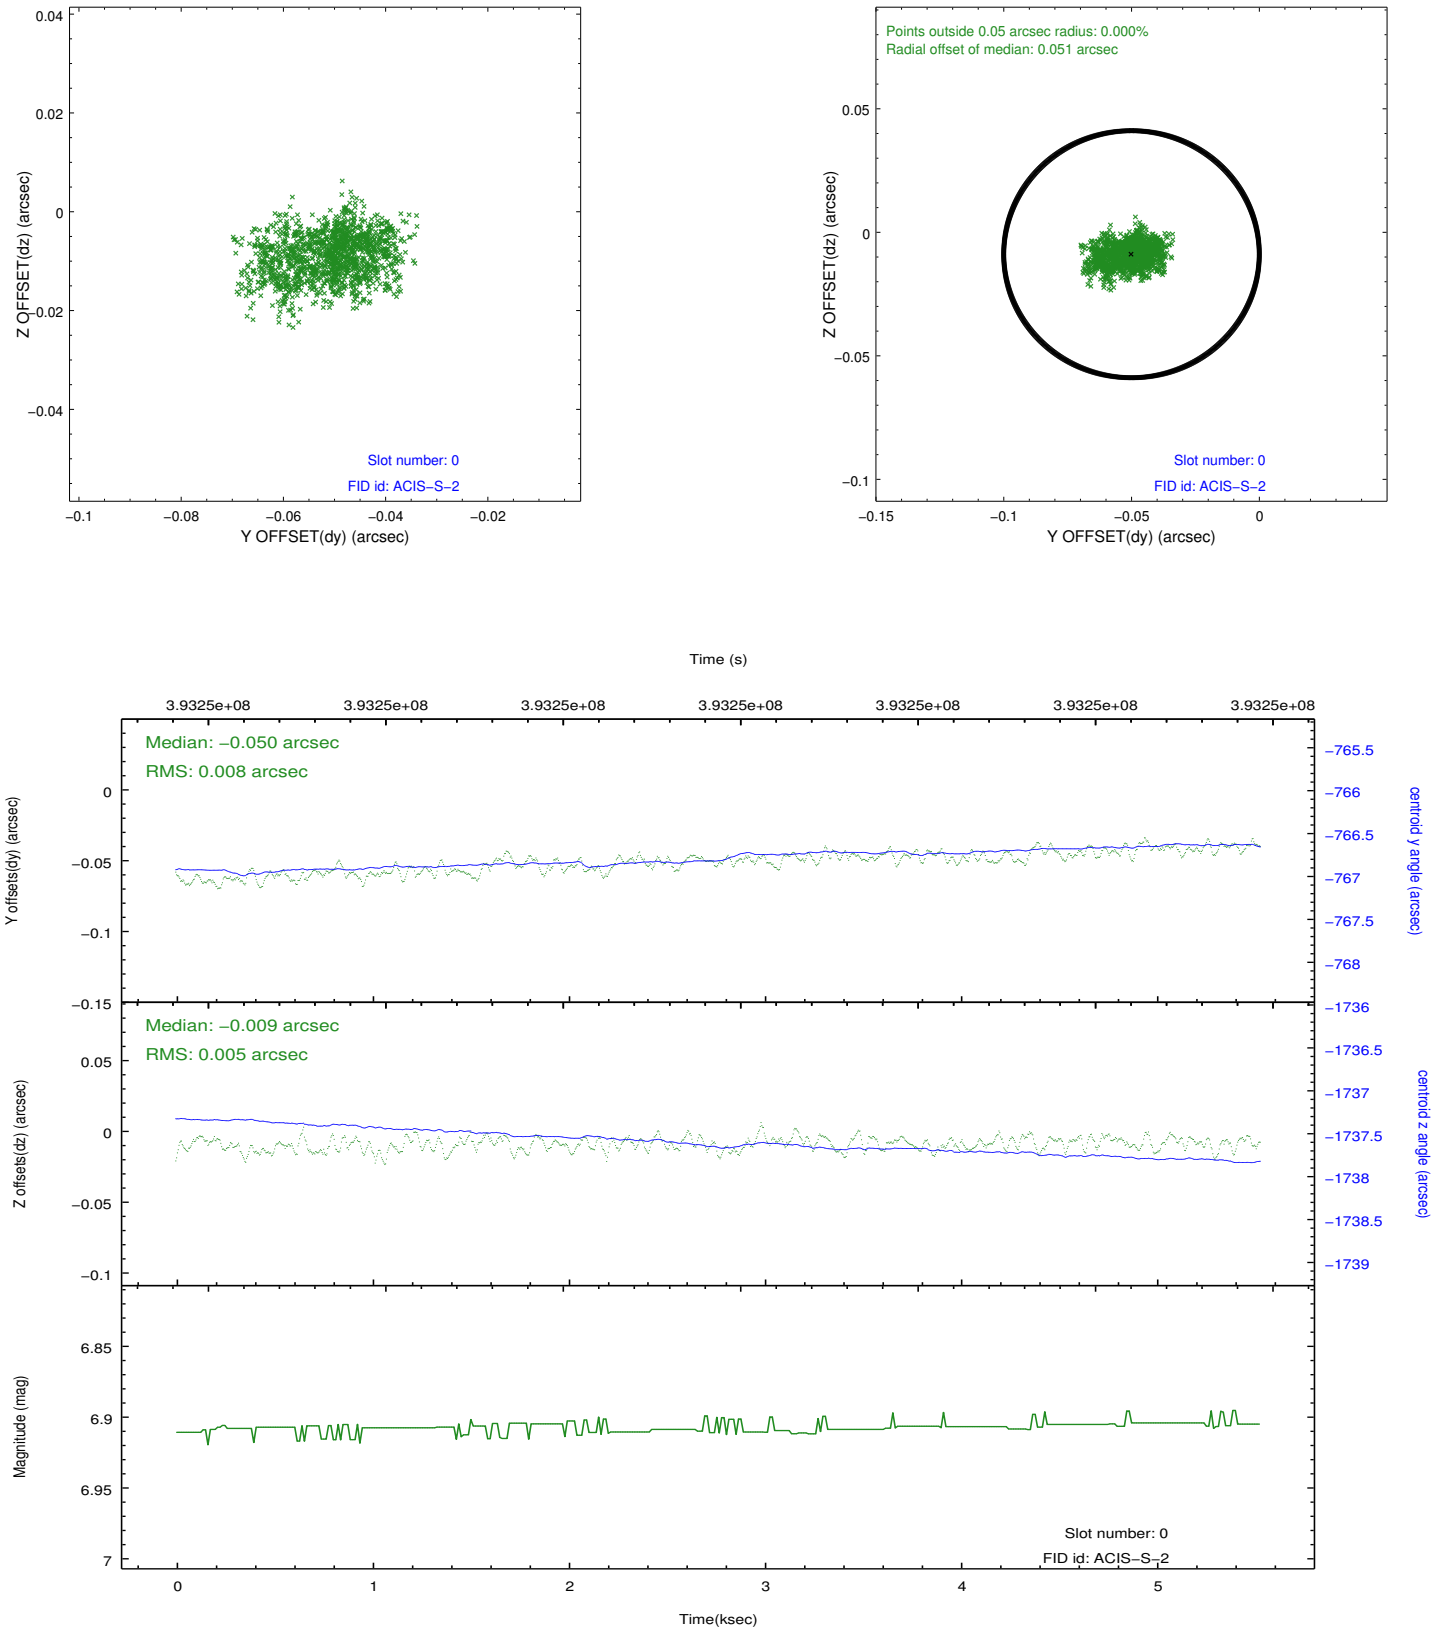 0.04
0.02
0
−0.02
−0.04
Z OFFSET(dz) (arcsec)
Slot number: 0
FID id: ACIS−S−2
−0.1
−0.08
−0.06
−0.04
−0.02
Y OFFSET(dy) (arcsec)
Points outside 0.05 arcsec radius: 0.000%
Radial offset of median: 0.051 arcsec
0.05
0
−0.05
−0.1
Z OFFSET(dz) (arcsec)
Slot number: 0
FID id: ACIS−S−2
−0.15
−0.1
−0.05
0
Y OFFSET(dy) (arcsec)
Time (s)
3.9325e+08
3.9325e+08
3.9325e+08
3.9325e+08
3.9325e+08
3.9325e+08
3.9325e+08
Median: −0.050 arcsec
RMS: 0.008 arcsec
0
−0.05
−0.1
−0.15
Y offsets(dy) (arcsec)
−765.5
−766
−766.5
−767
−767.5
−768
centroid y angle (arcsec)
Median: −0.009 arcsec
RMS: 0.005 arcsec
0.05
0
−0.05
−0.1
Z offsets(dz) (arcsec)
−1736
−1736.5
−1737
−1737.5
−1738
−1738.5
−1739
centroid z angle (arcsec)
6.85
6.9
6.95
7
Magnitude (mag)
Slot number: 0
FID id: ACIS−S−2
0
1
2
3
4
5
Time(ksec)